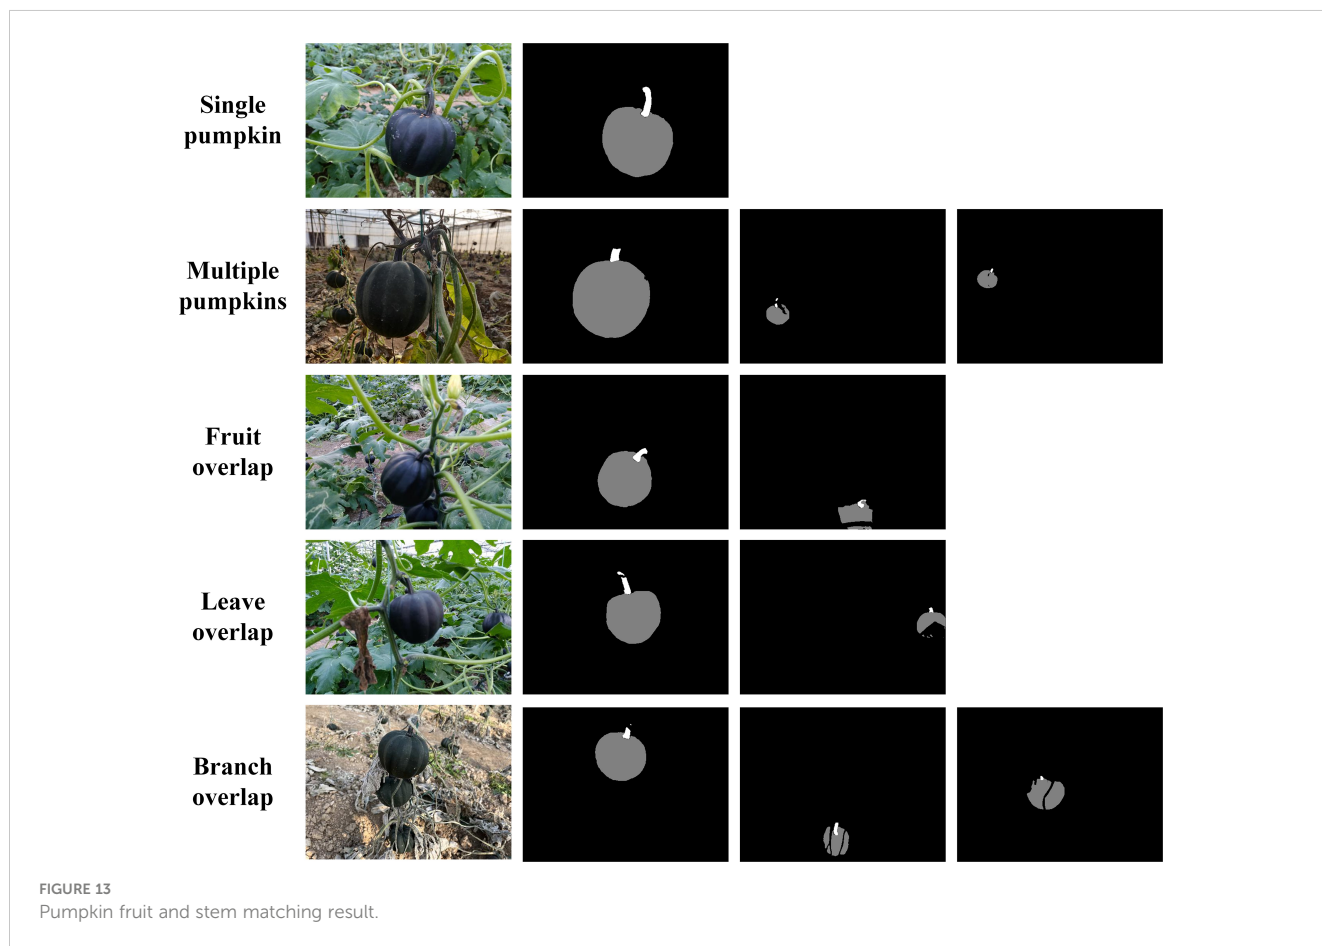 Single
pumpkin
Multiple
pumpkins
Fruit
overlap
Leave
overlap
Branch
overlap
FIGURE 13
Pumpkin fruit and stem matching result.